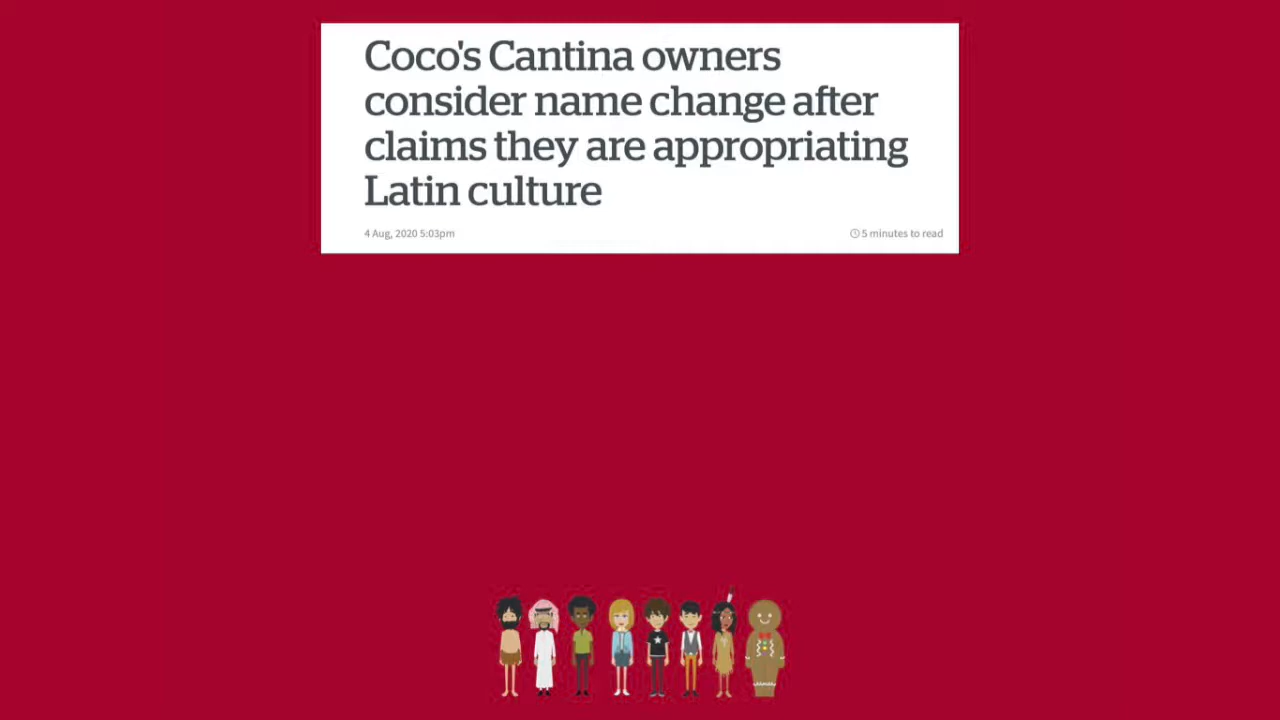 Coco's Cantina owners
consider name change after
claims they are appropriating
Latin culture
4 Aug, 2020 5:03pm
5 minutes to read